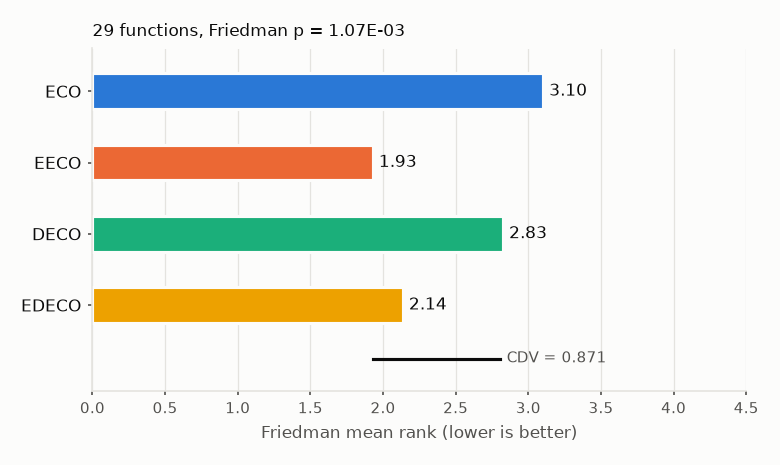 29 functions, Friedman p = 1.07E-03
ECO
3.10
EECO
1.93
DECO
2.83
EDECO
2.14
CDV = 0.871
0.0 0.5 1.0 1.5 2.0 2.5 3.0 3.5 4.0 4.5
Friedman mean rank (lower is better)